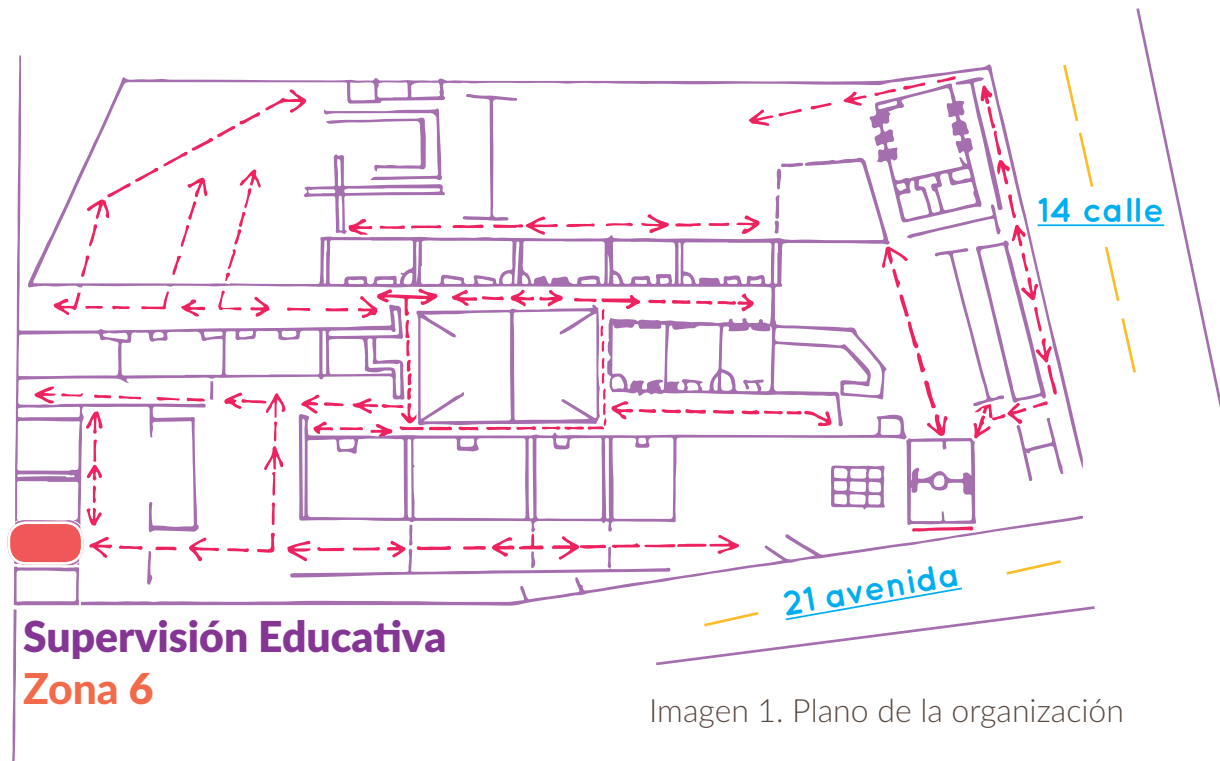 14 calle
21 avenida
Supervisión Educativa
Zona 6
Imagen 1. Plano de la organización